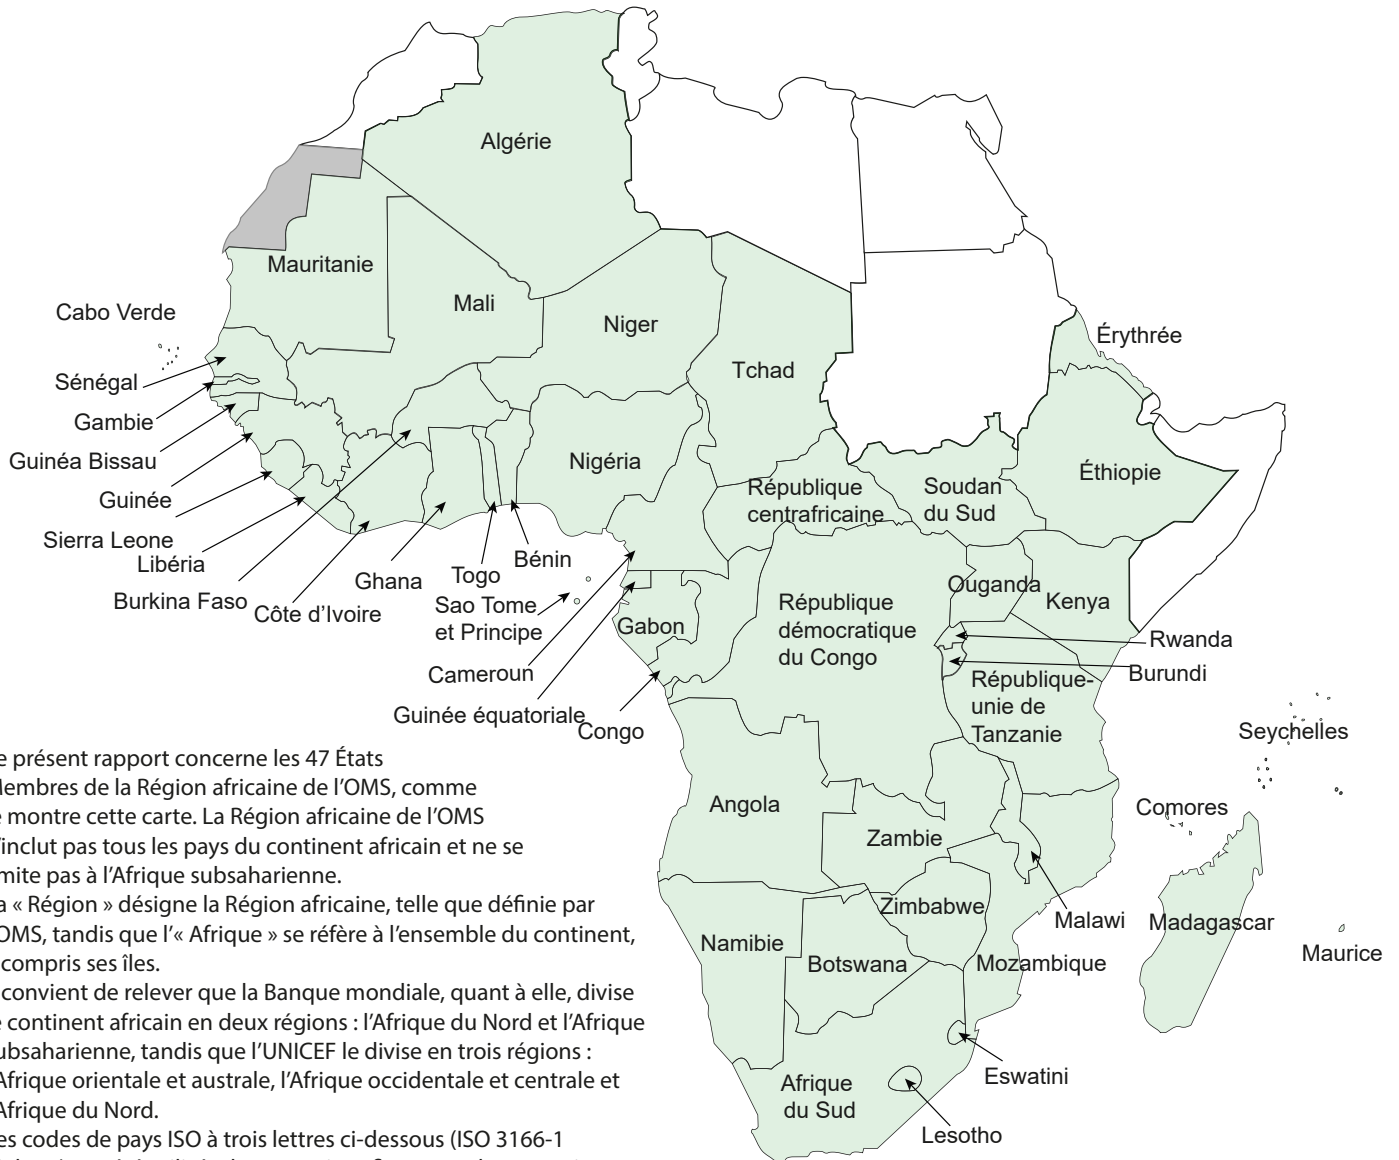 Algérie
Mauritanie
Mali
Niger
Tchad
Cabo Verde
Érythrée
Sénégal
Gambie
Guinéa Bissau
Guinée
Sierra Leone
Libéria
Burkina Faso
Côte d'Ivoire
Ghana
Togo
Bénin
Nigéria
République
centrafricaine
Soudan
du Sud
Éthiopie
Sao Tome
et Principe
Cameroun
Guinée équatoriale
Gabon
Congo
République
démocratique
du Congo
Ouganda
Kenya
Rwanda
Burundi
République-
unie de
Tanzanie
Seychelles
Comores
Angola
Zambie
Malawi
Madagascar
Maurice
Zimbabwe
Namibie
Botswana
Mozambique
Eswatini
Afrique
du Sud
Lesotho
e présent rapport concerne les 47 États
Membres de la Région africaine de l'OMS, comme
e montre cette carte. La Région africaine de l'OMS
'inclut pas tous les pays du continent africain et ne se
mite pas à l'Afrique subsaharienne.
a « Région » désigne la Région africaine, telle que définie par
OMS, tandis que l'« Afrique » se réfère à l'ensemble du continent,
compris ses îles.
convient de relever que la Banque mondiale, quant à elle, divise
e continent africain en deux régions : l'Afrique du Nord et l'Afrique
ubsaharienne, tandis que l'UNICEF le divise en trois régions :
Afrique orientale et australe, l'Afrique occidentale et centrale et
Afrique du Nord.
es codes de pays ISO à trois lettres ci-dessous (ISO 3166-1